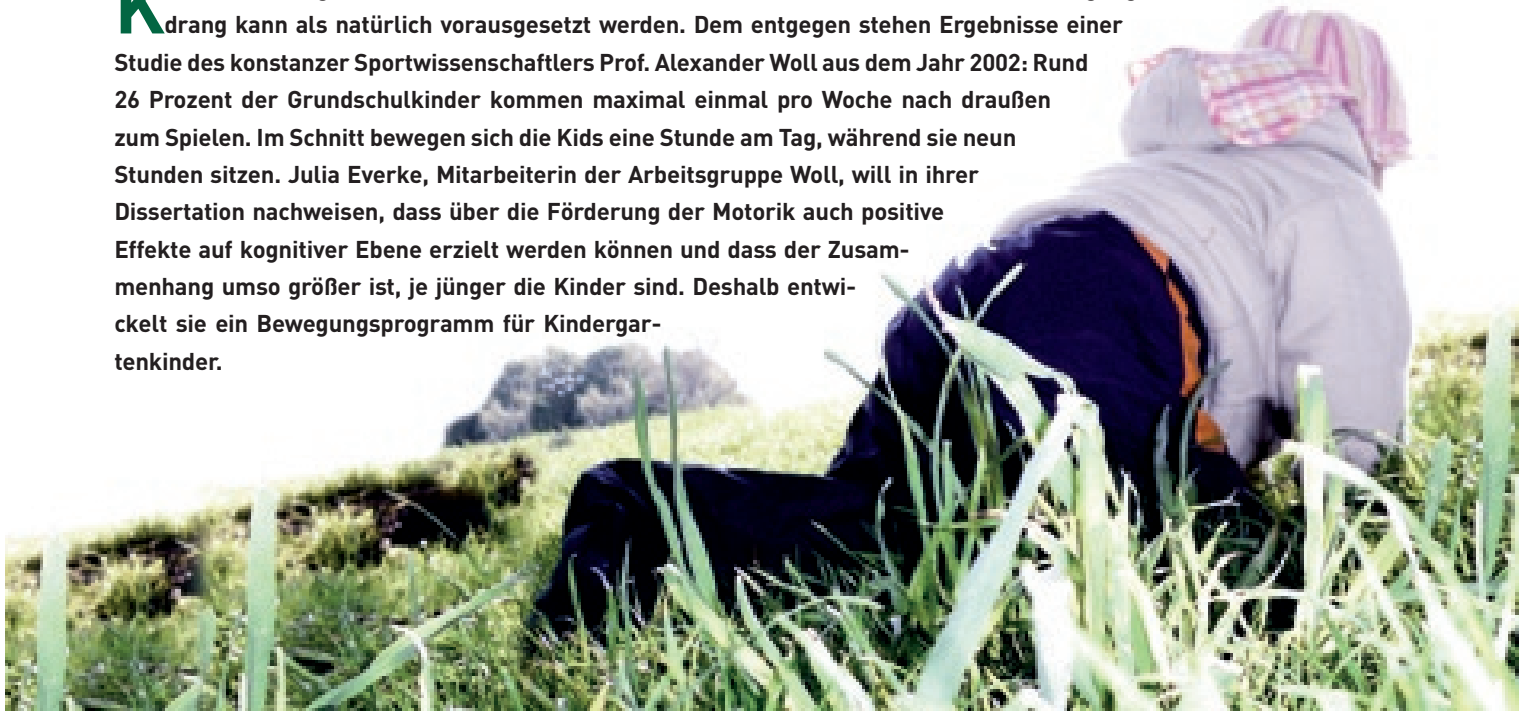 K
drang kann als natürlich vorausgesetzt werden. Dem entgegen stehen Ergebnisse einer
Studie des konstanzer Sportwissenschaftlers Prof. Alexander Woll aus dem Jahr 2002: Rund
26 Prozent der Grundschulkinder kommen maximal einmal pro Woche nach draußen
zum Spielen. Im Schnitt bewegen sich die Kids eine Stunde am Tag, während sie neun
Stunden sitzen. Julia Everke, Mitarbeiterin der Arbeitsgruppe Woll, will in ihrer
Dissertation nachweisen, dass über die Förderung der Motorik auch positive
Effekte auf kognitiver Ebene erzielt werden können und dass der Zusam-
menhang umso größer ist, je jünger die Kinder sind. Deshalb entwi-
ckelt sie ein Bewegungsprogramm für Kindergar-
tenkinder.